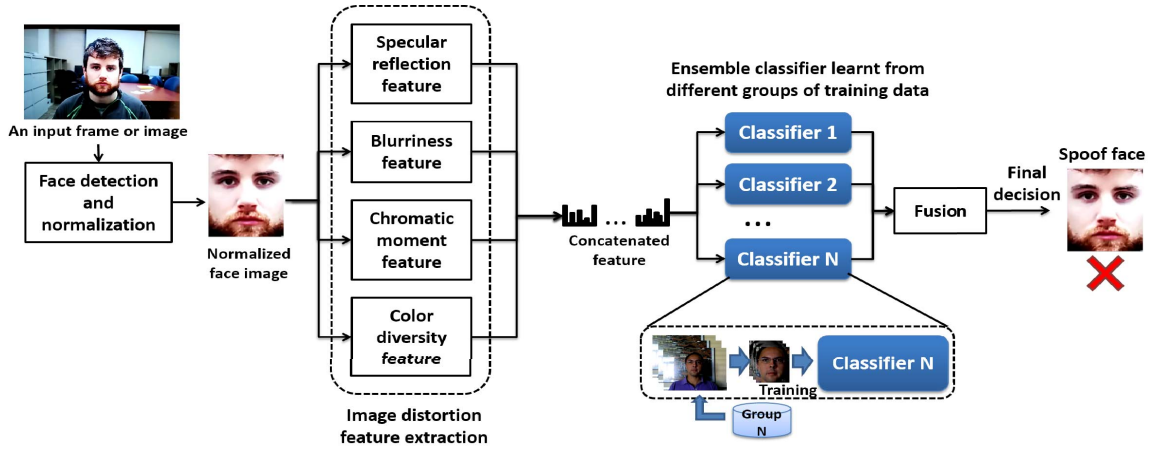 An input frame or image
Face detection
and
normalization
Normalized
face image
Specular
reflection
feature
Blurriness
feature
Chromatic
moment
feature
Color
diversity
feature
Image distortion
feature extraction
...
Concatenated
feature
Ensemble classifier learnt from
different groups of training data
Classifier 1
Classifier 2
...
Classifier N
Training
Classifier N
Group
N
Fusion
Final
decision
Spoof face